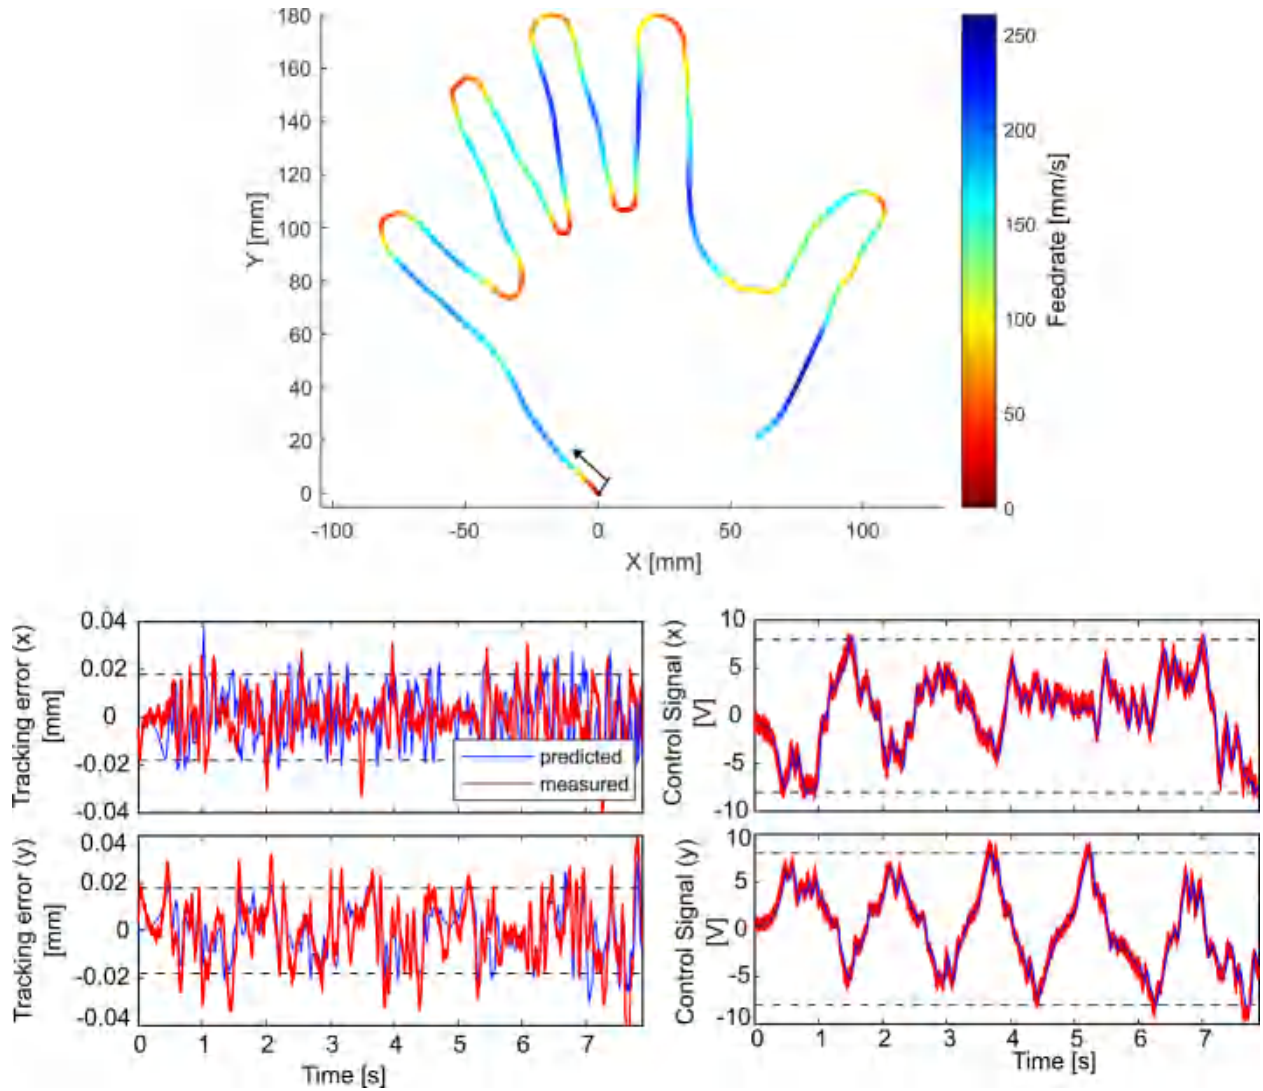 180
160
140
120
100
80
60
40
20
0
Y [mm]
-100 -50 0 50 100
X [mm]
250
200
150
100
50
0
Feedrate [mm/s]
Tracking error (x)
[mm]
0.04
0.02
0
-0.02
-0.04
predicted
measured
Control Signal (x)
[V]
10
5
0
-5
-10
Tracking error (y)
[mm]
0.04
0.02
0
-0.02
-0.04
0 1 2 3 4 5 6 7
Time [s]
Control Signal (y)
[V]
10
5
0
-5
-10
0 1 2 3 4 5 6 7
Time [s]